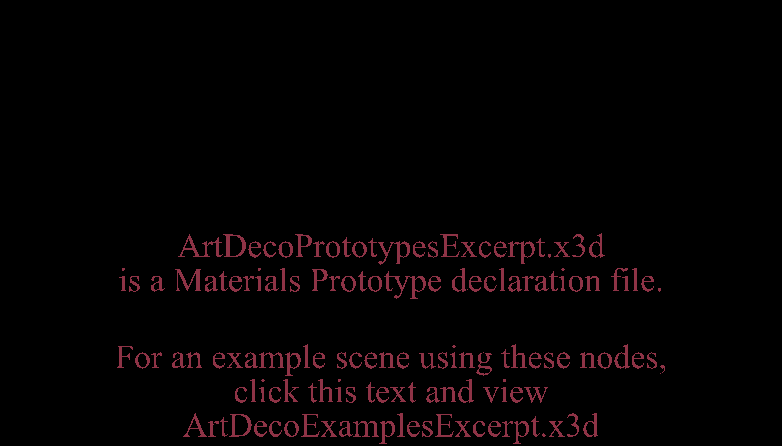 ArtDecoPrototypesExcerpt.x3d
is a Materials Prototype declaration file.
For an example scene using these nodes,
click this text and view
ArtDecoExamplesExcerpt.x3d